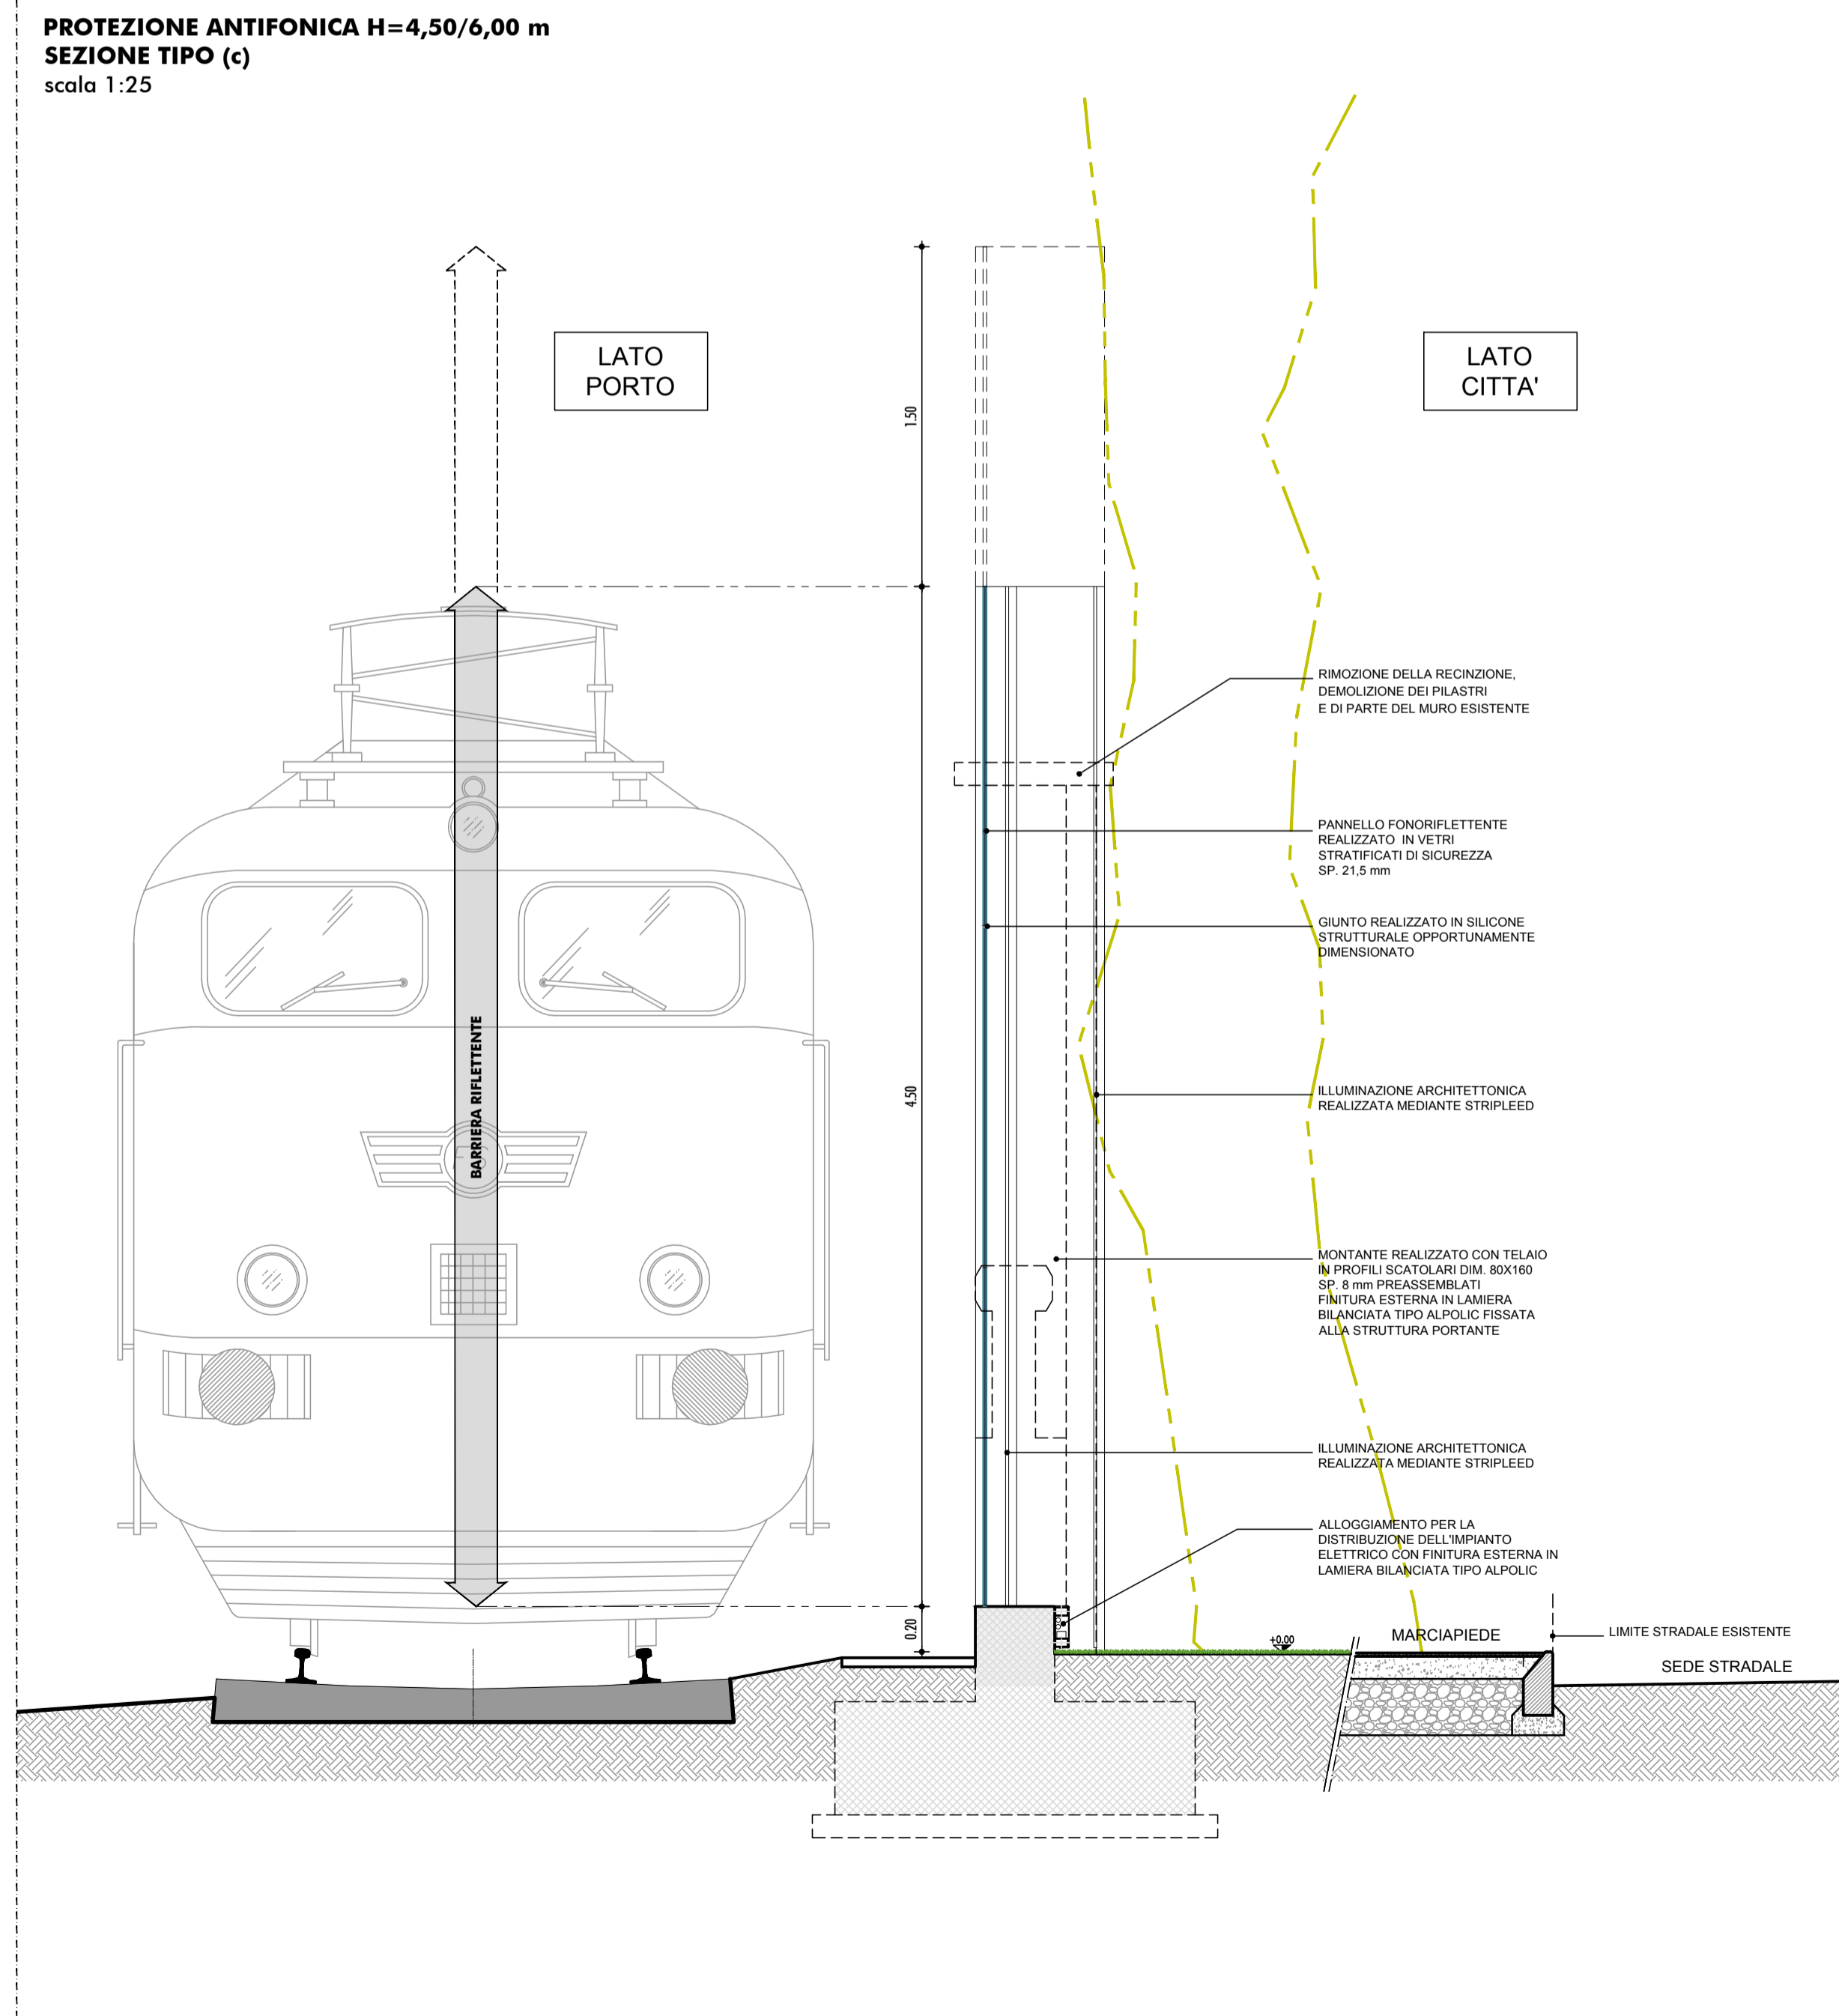 PROTEZIONE ANTIFONICA H=4,50/6,00 m
SEZIONE TIPO (c)
scala 1:25
LATO
PORTO
LATO
CITTA'
1.50
RIMOZIONE DELLA RECINZIONE,
DEMOLIZIONE DEI PILASTRI
E DI PARTE DEL MURO ESISTENTE
PANNELLO FONORIFLETTENTE
REALIZZATO IN VETRI
STRATIFICATI DI SICUREZZA
SP. 21,5 mm
GIUNTO REALIZZATO IN SILICONE
STRUTTURALE OPPORTUNAMENTE
DIMENSIONATO
BARRIERA RIFLETTENTE
4.50
ILLUMINAZIONE ARCHITETTONICA
REALIZZATA MEDIANTE STRIPLEED
MONTANTE REALIZZATO CON TELAIO
IN PROFILI SCATOLARI DIM. 80X160
SP. 8 mm PREASSEMBLATI
FINITURA ESTERNA IN LAMIERA
BILANCIATA TIPO ALPOLIC FISSATA
ALLA STRUTTURA PORTANTE
ILLUMINAZIONE ARCHITETTONICA
REALIZZATA MEDIANTE STRIPLEED
ALLOGGIAMENTO PER LA
DISTRIBUZIONE DELL'IMPIANTO
ELETTRICO CON FINITURA ESTERNA IN
LAMIERA BILANCIATA TIPO ALPOLIC
0.20
+0.00
MARCIAPIEDE
LIMITE STRADALE ESISTENTE
SEDE STRADALE